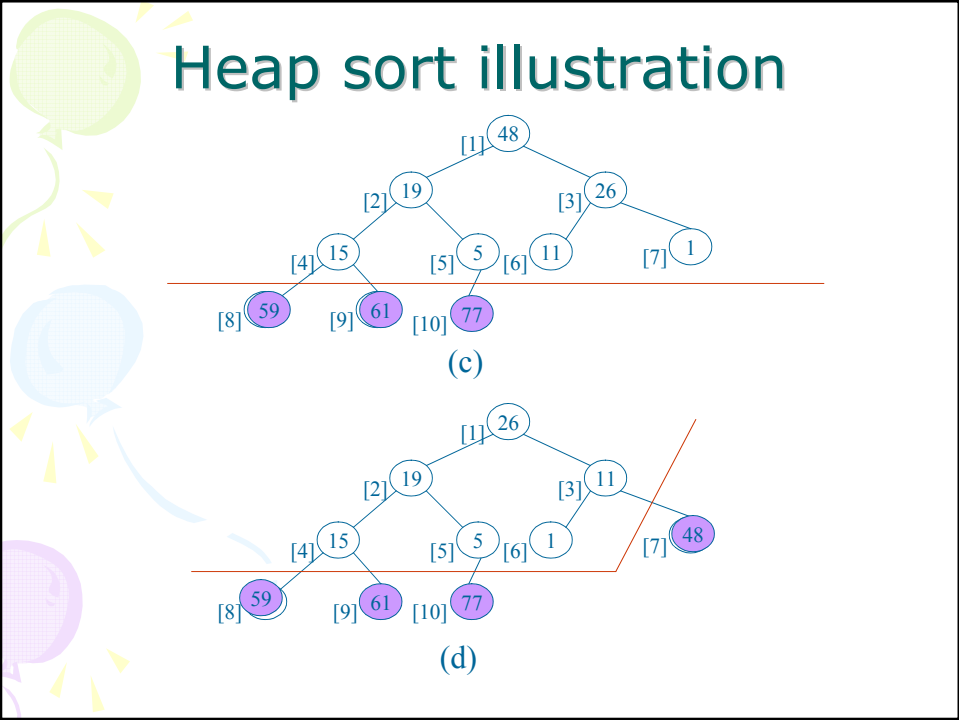 Heap sort illustration
[1] 48
[2] 19 [3] 26
[4] 15 [5] 5 [6] 11 [7] 1
[8] 59 [9] 61 [10] 77
(c)
[1] 26
[2] 19 [3] 11
[4] 15 [5] 5 [6] 1 [7] 48
[8] 59 [9] 61 [10] 77
(d)